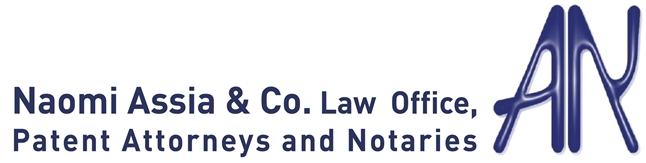 Naomi Assia & Co. Law Office,
Patent Attorneys and Notaries
AN